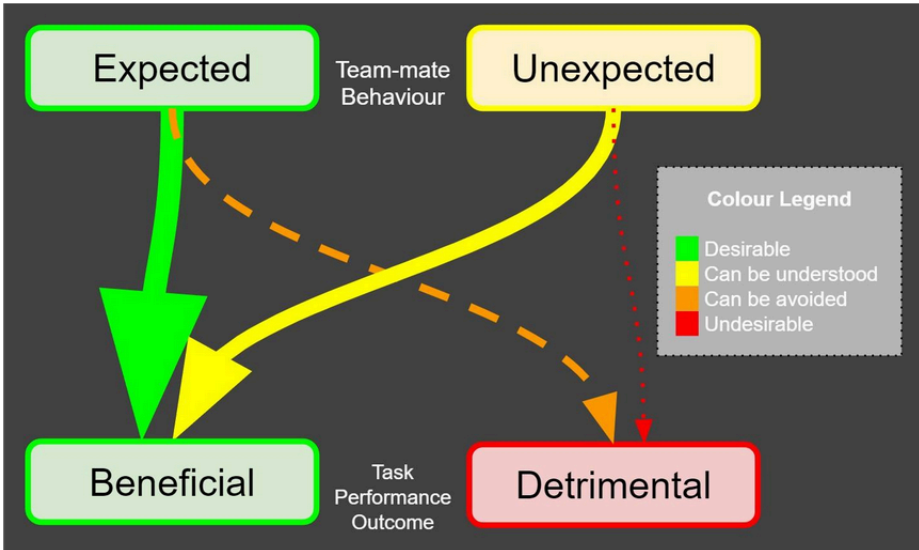 Expected
Team-mate
Behaviour
Unexpected
Colour Legend
Desirable
Can be understood
Can be avoided
Undesirable
Beneficial
Task
Performance
Outcome
Detrimental